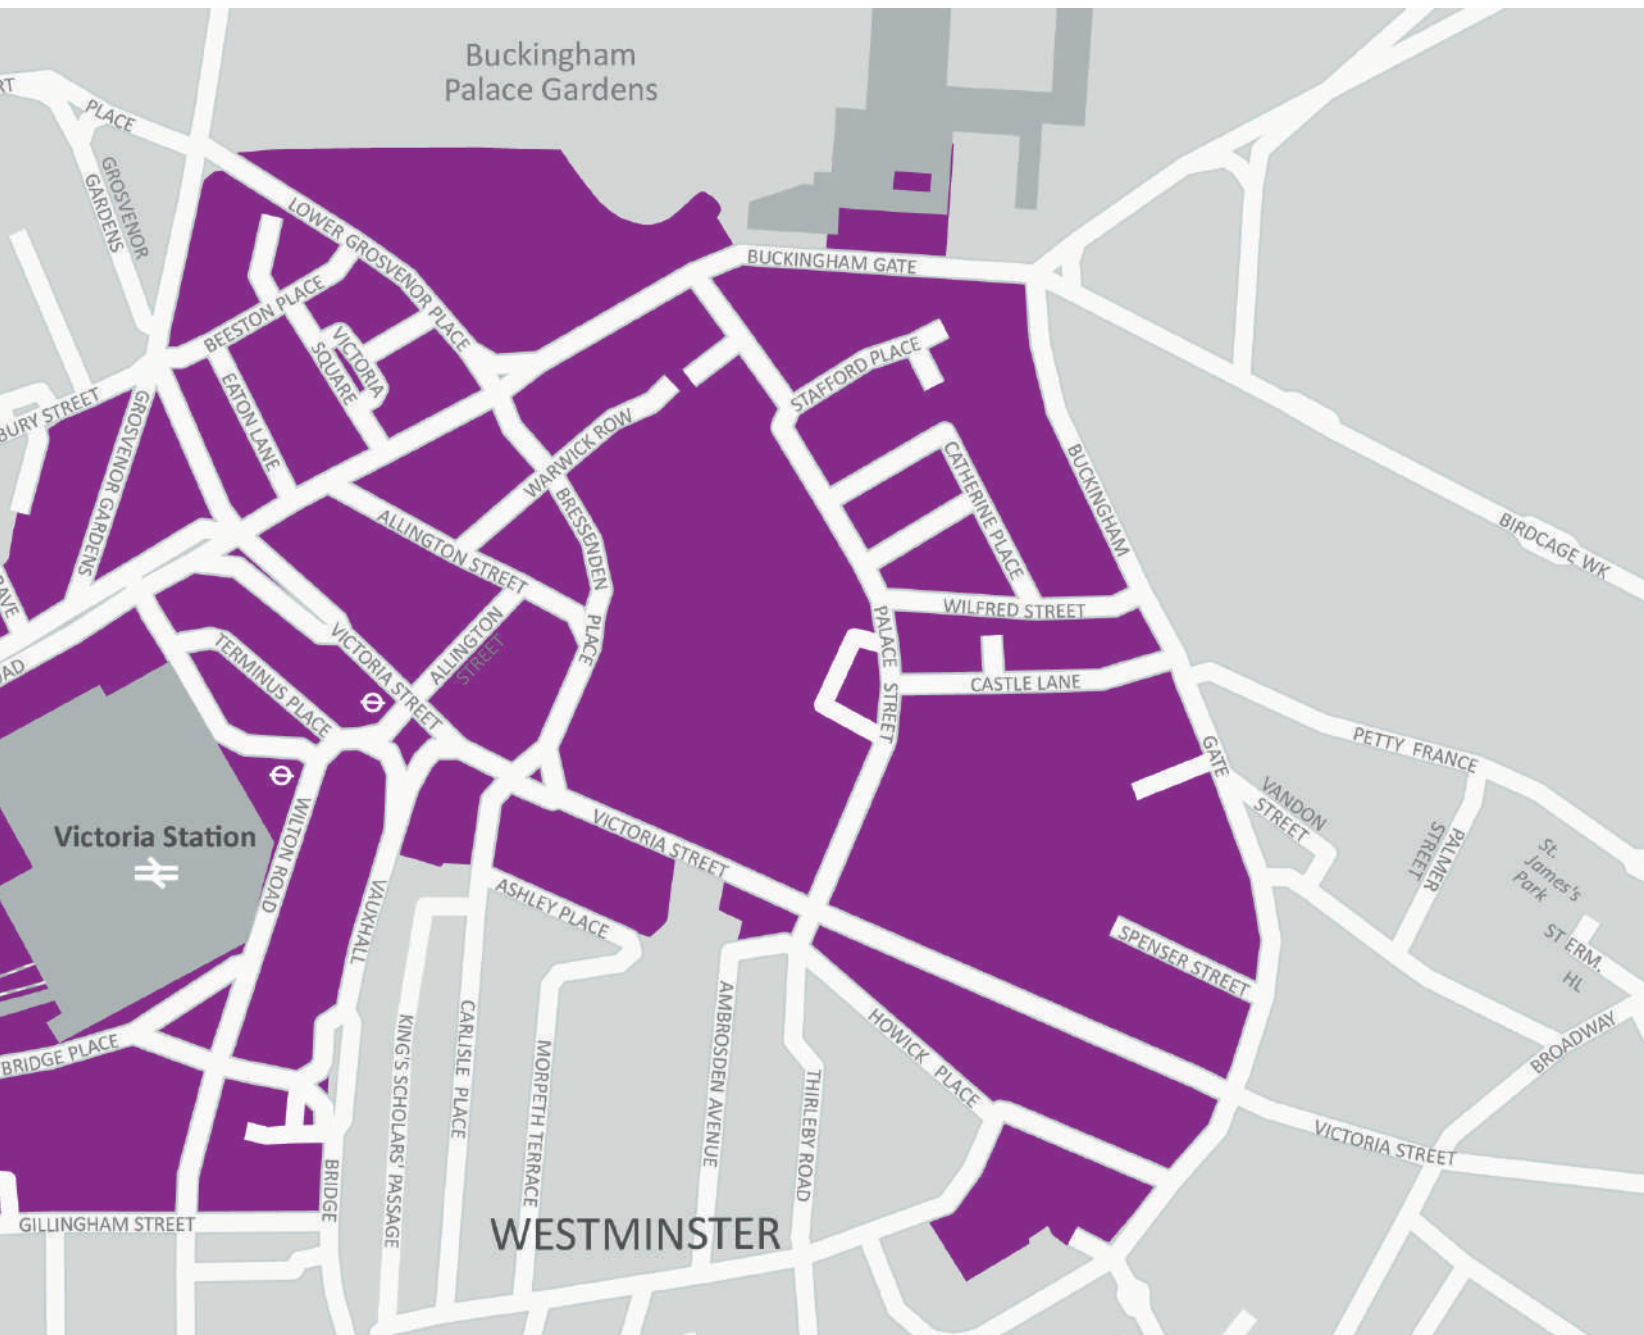 Buckingham
Palace Gardens
RT
PLACE
GROSVENOR
GARDENS
LOWER GROSVENOR PLACE
BUCKINGHAM GATE
BEESTON PLACE
VICTORIA
SQUARE
EATON LANE
STAFFORD PLACE
BURY STREET
GROSVENOR GARDENS
WARWICK ROW
CATHERINE PLACE
BUCKINGHAM
GATE
BIRDCAGE WK
ALLINGTON STREET
BRESSENDEN
PLACE
RAVE
OAD
WILFRED STREET
PALACE STREET
CASTLE LANE
TERMINUS PLACE
VICTORIA STREET
ALLINGTON
STREET
PETTY FRANCE
VANDON
STREET
PALMER
STREET
St.
James's
Park
Victoria Station
WILTON ROAD
VICTORIA STREET
VAUXHALL
BRIDGE
ASHLEY PLACE
SPENSER STREET
ST ERM.
HL
BROADWAY
BRIDGE PLACE
KING'S SCHOLARS' PASSAGE
CARLISLE PLACE
MORPETH TERRACE
AMBROSDEN AVENUE
THIRLEBY ROAD
HOWICK PLACE
VICTORIA STREET
GILLINGHAM STREET
WESTMINSTER